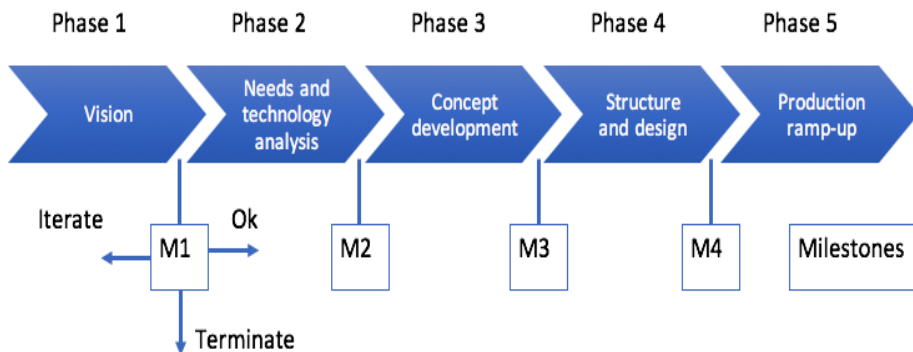 Phase 1
Phase 2
Phase 3
Phase 4
Phase 5
Vision
Needs and
technology
analysis
Concept
development
Structure
and design
Production
ramp-up
Iterate
Ok
M1
M2
M3
M4
Milestones
Terminate